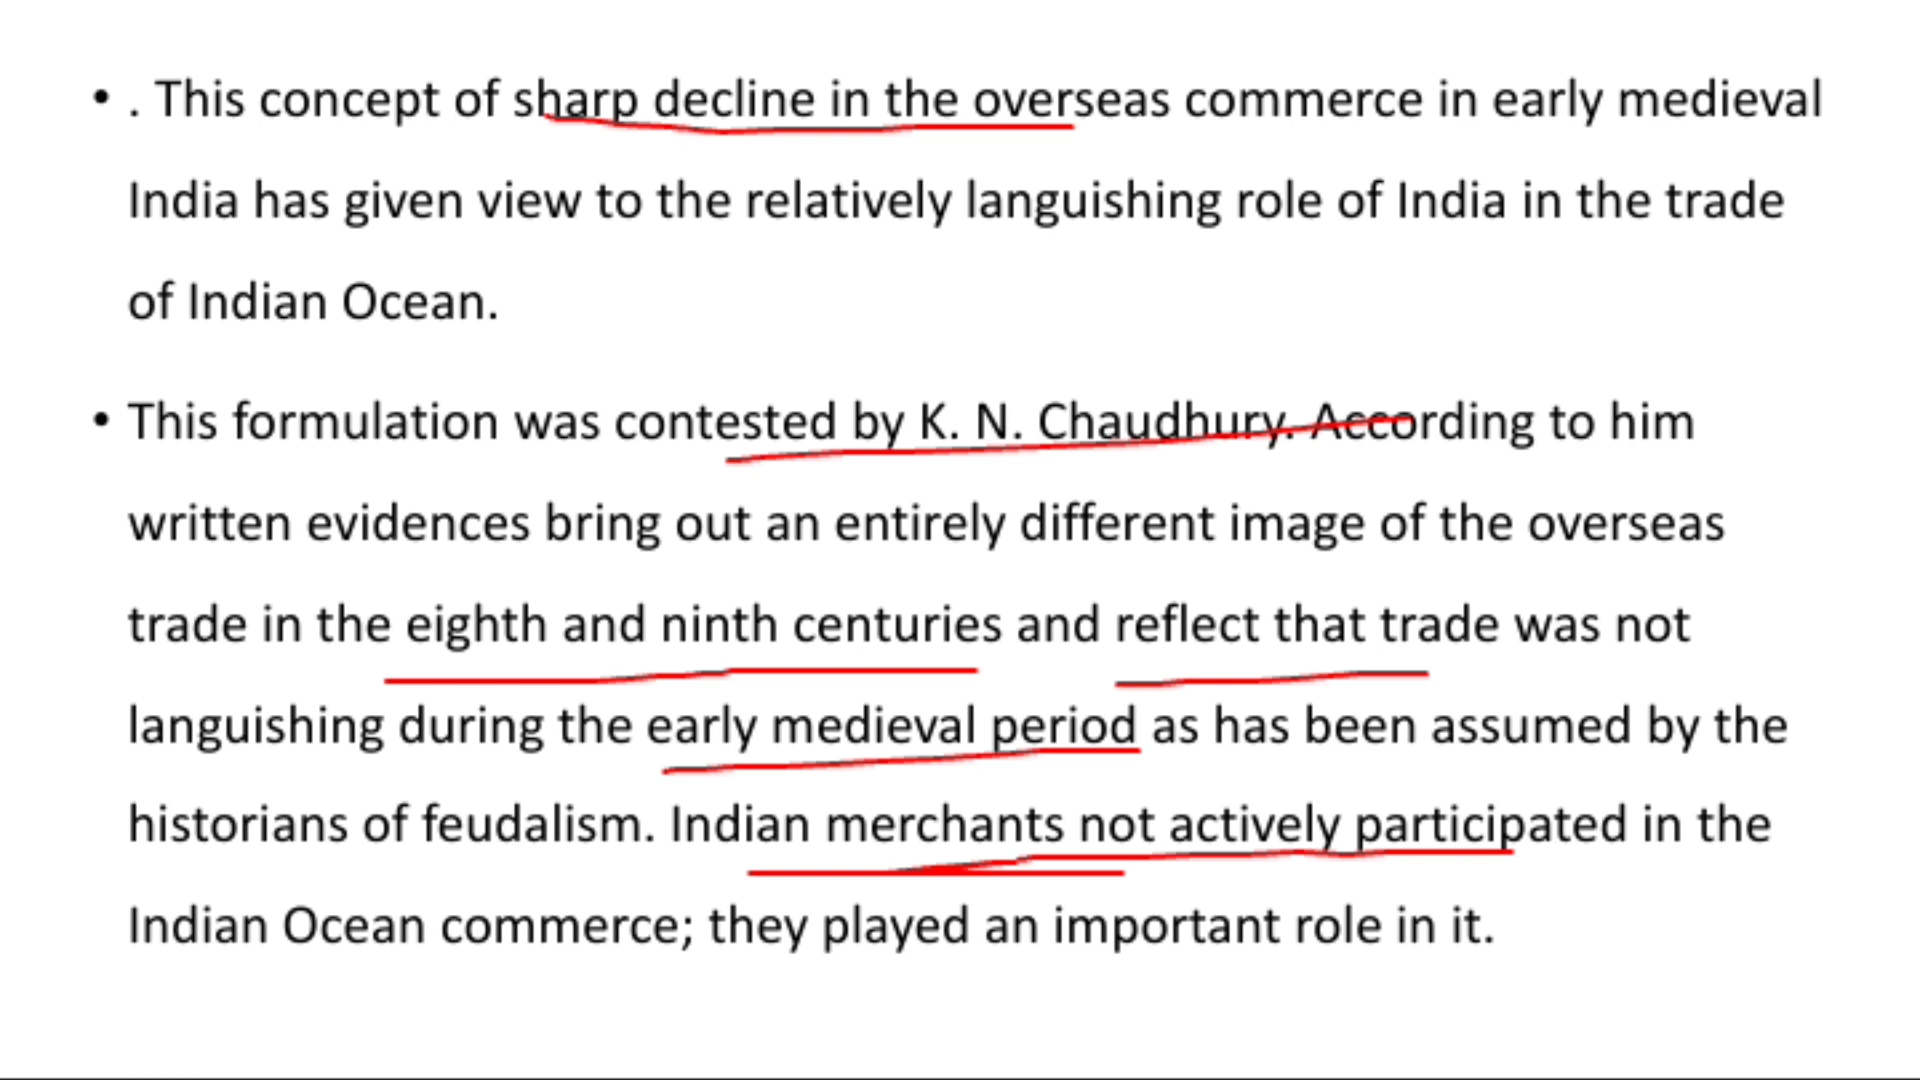 • . This concept of sharp decline in the overseas commerce in early medieval
India has given view to the relatively languishing role of India in the trade
of Indian Ocean.
• This formulation was contested by K. N. Chaudhury. According to him
written evidences bring out an entirely different image of the overseas
trade in the eighth and ninth centuries and reflect that trade was not
languishing during the early medieval period as has been assumed by the
historians of feudalism. Indian merchants not actively participated in the
Indian Ocean commerce; they played an important role in it.